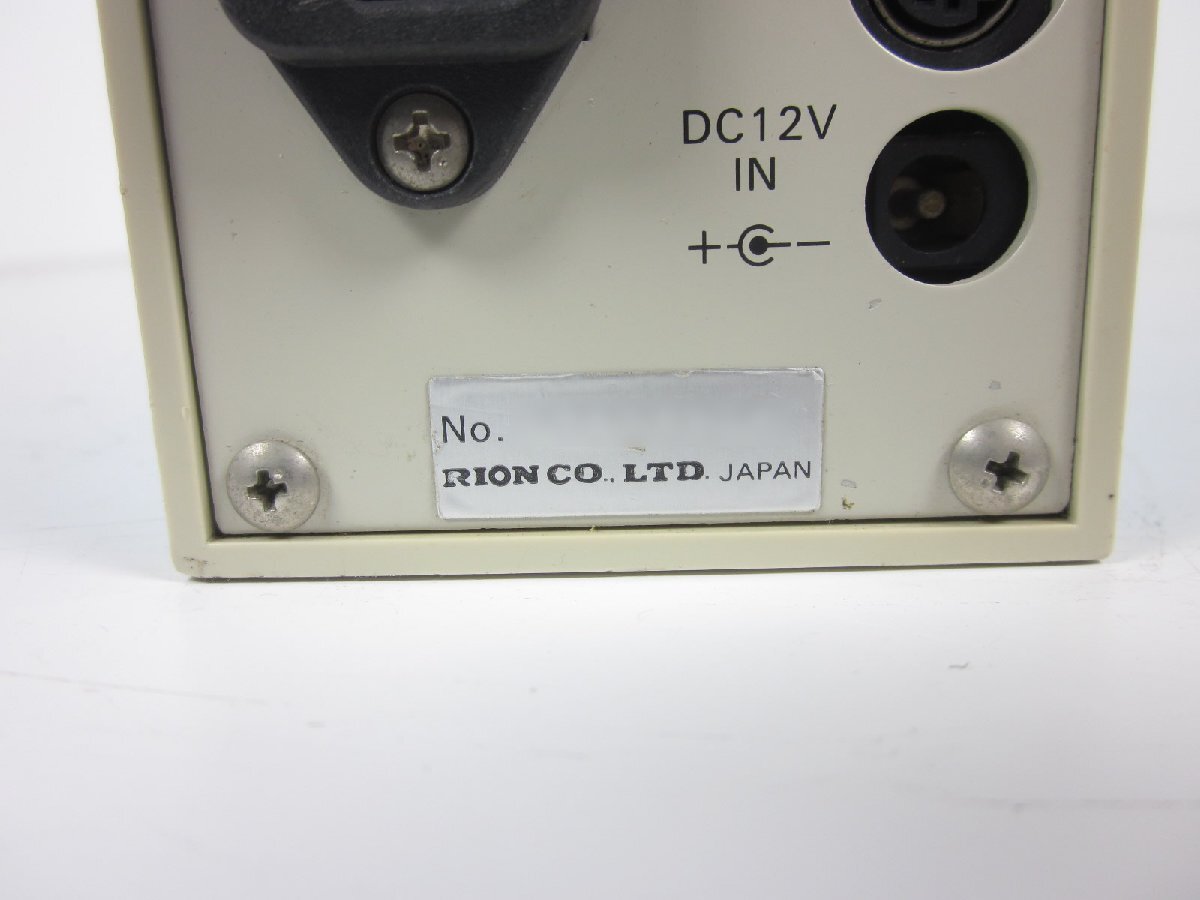 DC12V
IN
No.
RION CO., LTD. JAPAN